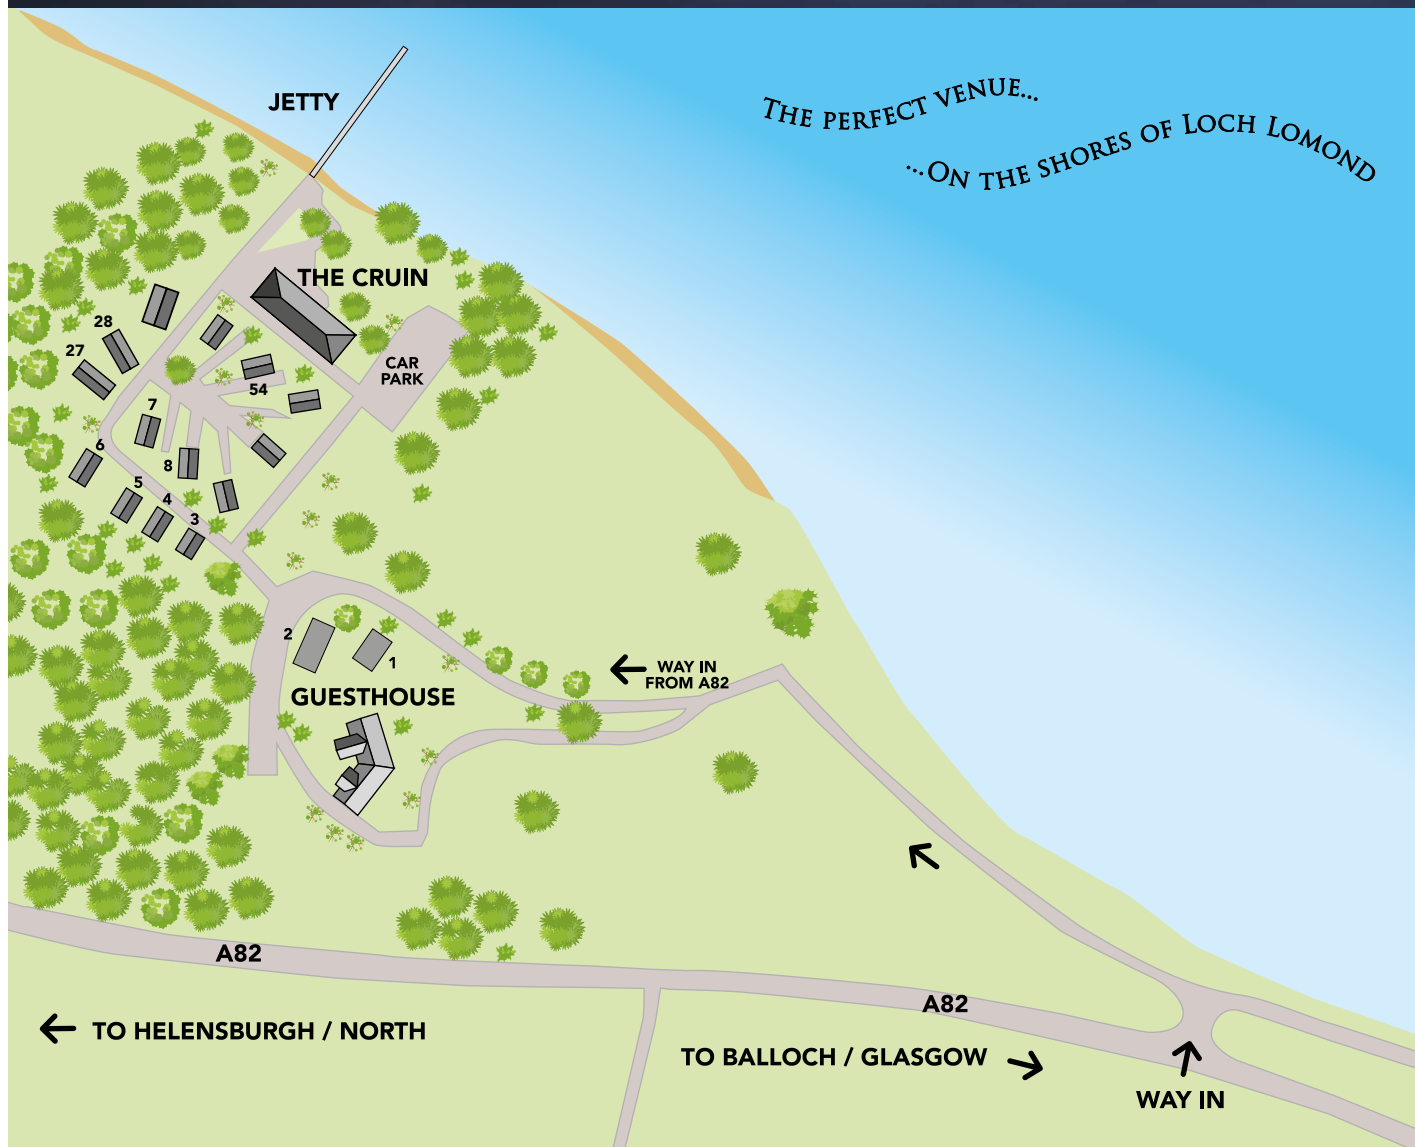 JETTY
THE PERFECT VENUE...
...ON THE SHORES OF LOCH LOMOND
THE CRUIN
28
27
CAR
PARK
54
7
6
8
5
4
3
2
1
WAY IN
FROM A82
GUESTHOUSE
A82
A82
TO HELENSBURGH / NORTH
TO BALLOCH / GLASGOW
WAY IN